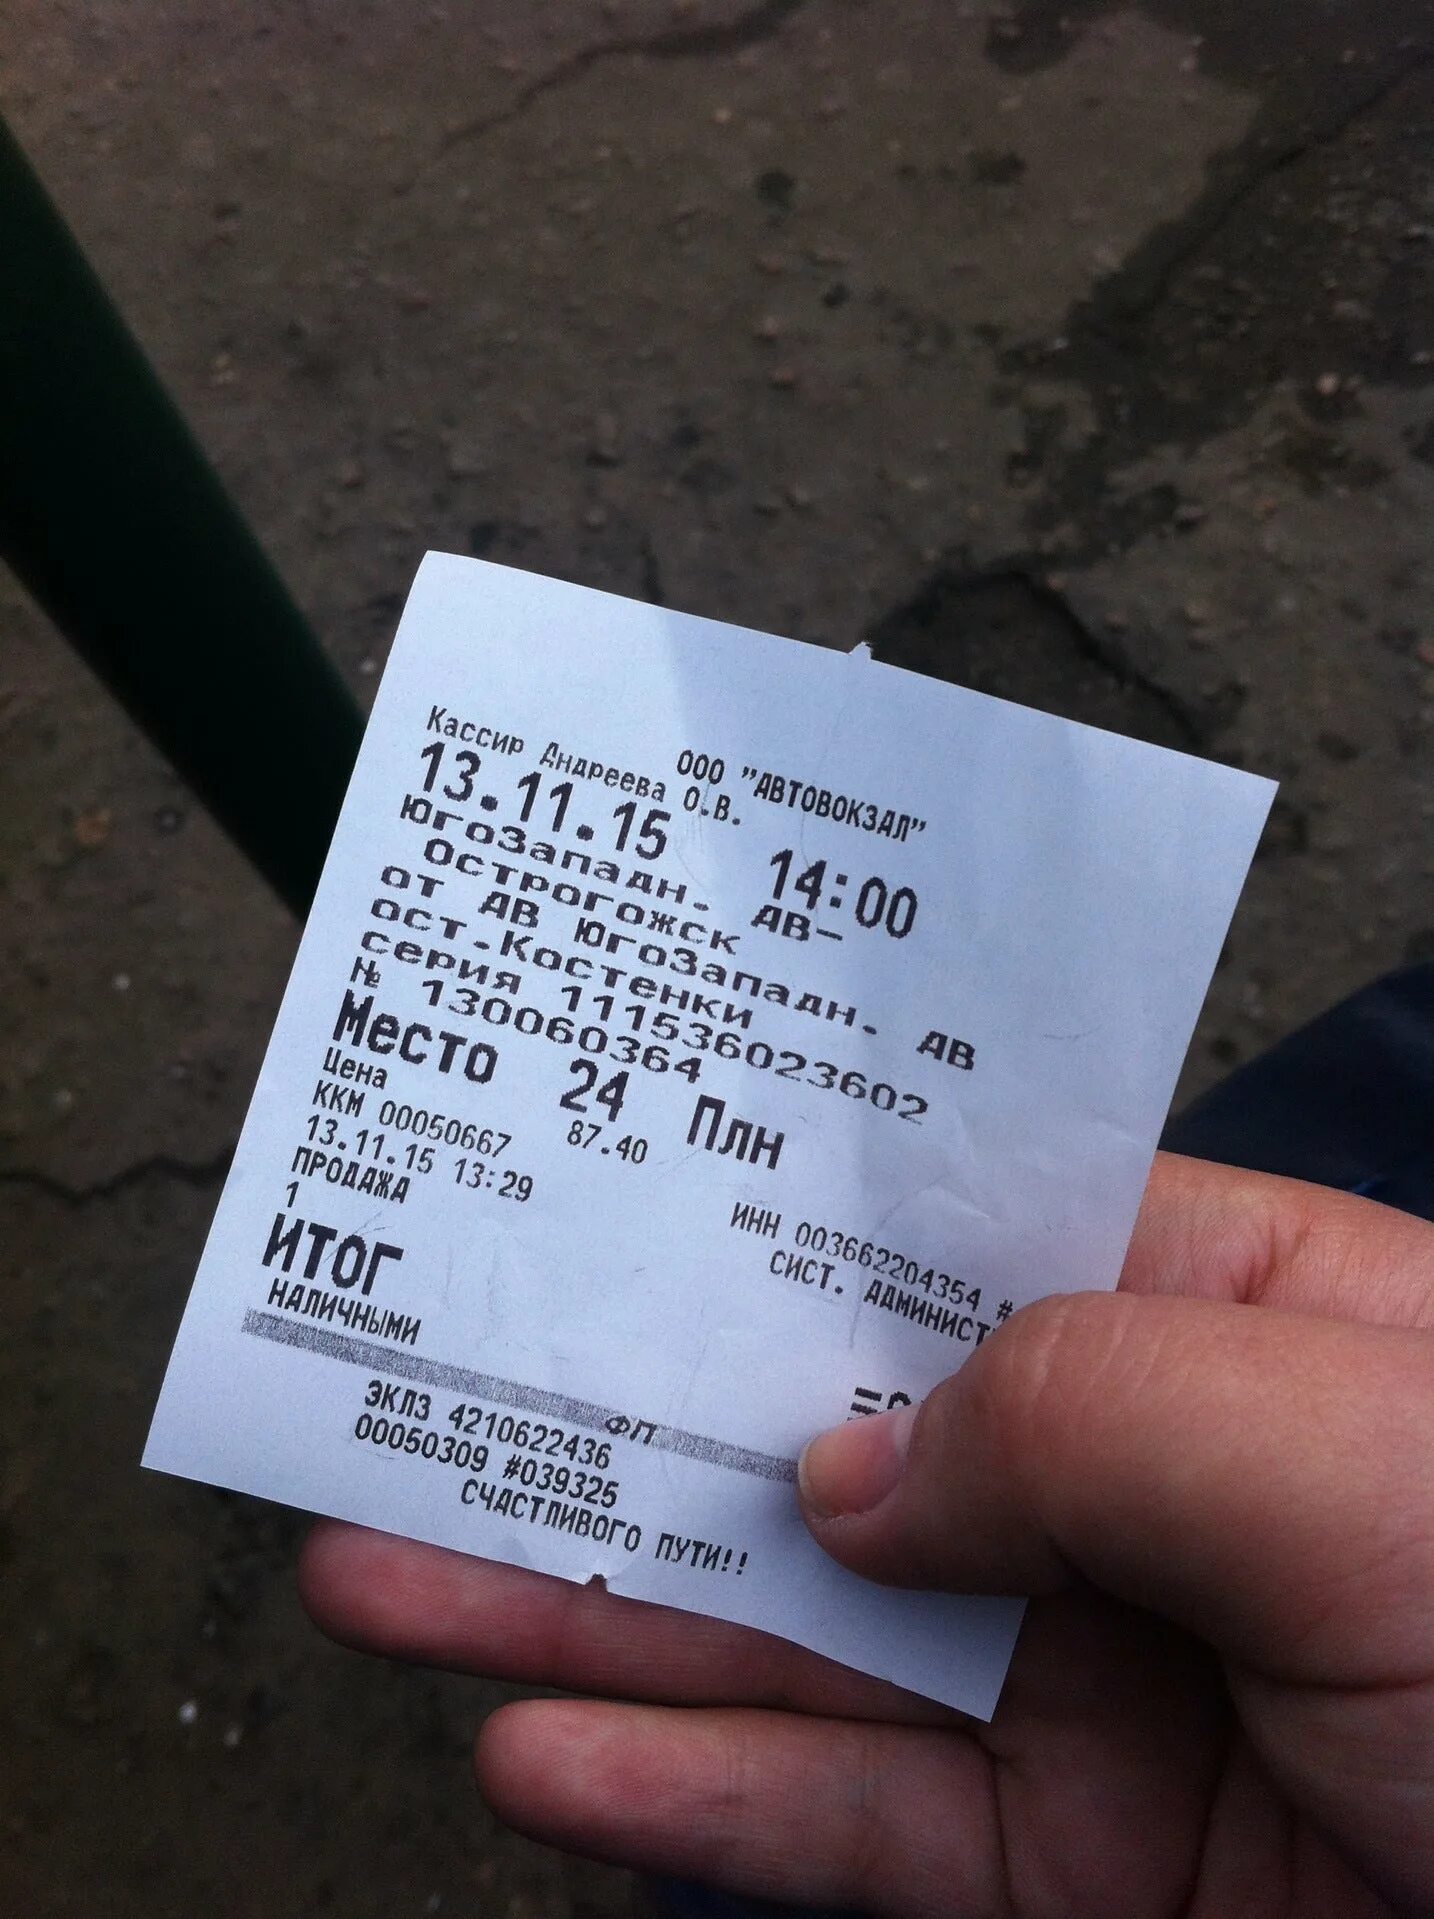 ООО "АВТОВОКЗАЛ"
Кассир Андреева О.В.
13.11.15 14:00
ЮгоЗападн. АВ-
Острогожск
от АВ ЮгоЗападн. АВ
ост.Костенки
серия 111536023602
№ 130060364
Место 24 Плн
Цена 87.40
ККМ 00050667 ИНН 003662204354 #
13.11.15 13:29 СИСТ. АДМИНИСТ
ПРОДАЖА
1
ИТОГ
НАЛИЧНЫМИ
ФП
ЭКЛЗ 4210622436
00050309 #039325
СЧАСТЛИВОГО ПУТИ!!